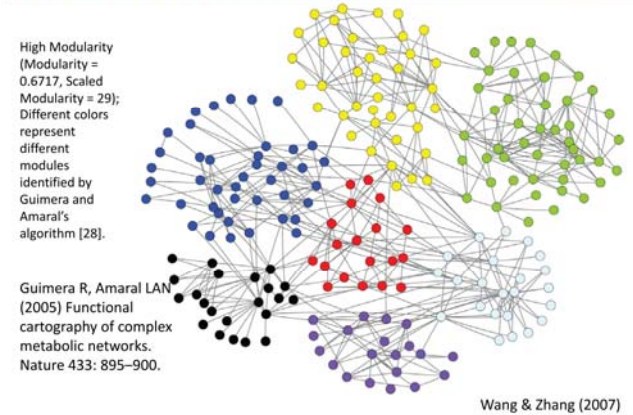 High Modularity
(Modularity =
0.6717, Scaled
Modularity = 29);
Different colors
represent
different
modules
identified by
Guimera and
Amaral's
algorithm [28].
Guimera R, Amaral LAN
(2005) Functional
cartography of complex
metabolic networks.
Nature 433: 895–900.
Wang & Zhang (2007)